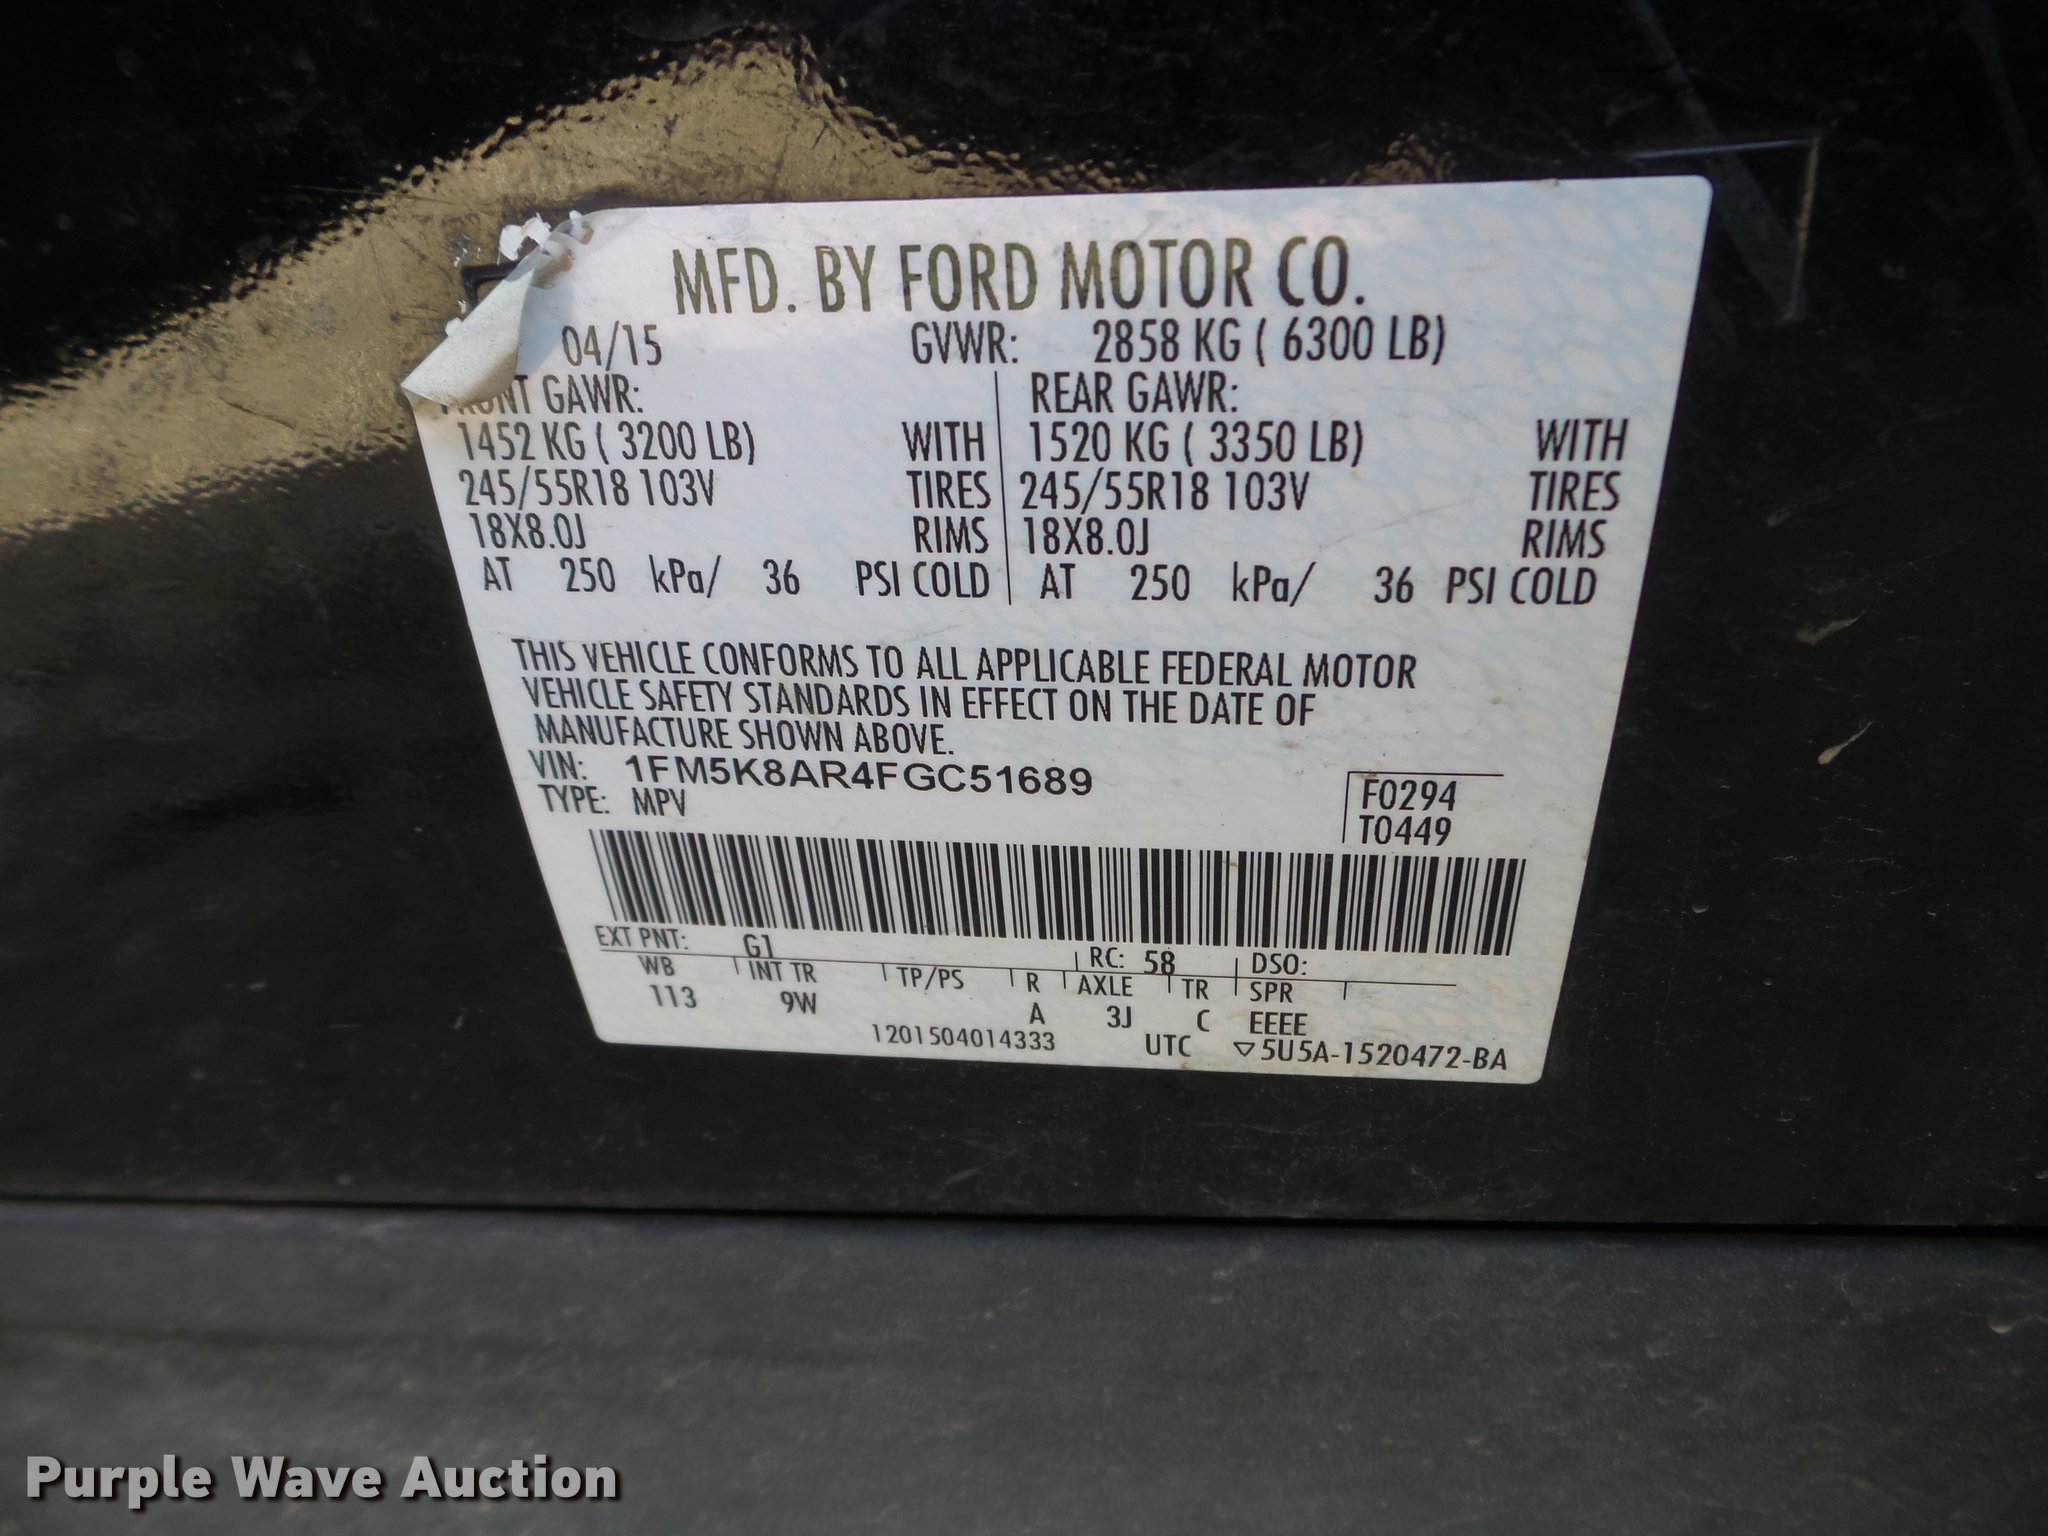 MFD. BY FORD MOTOR CO.
04/15 GVWR: 2858 KG ( 6300 LB)
FRONT GAWR: REAR GAWR:
1452 KG ( 3200 LB) WITH 1520 KG ( 3350 LB) WITH
245/55R18 103V TIRES 245/55R18 103V TIRES
18X8.0J RIMS 18X8.0J RIMS
AT 250 kPa/ 36 PSI COLD AT 250 kPa/ 36 PSI COLD
THIS VEHICLE CONFORMS TO ALL APPLICABLE FEDERAL MOTOR
VEHICLE SAFETY STANDARDS IN EFFECT ON THE DATE OF
MANUFACTURE SHOWN ABOVE.
VIN: 1FM5K8AR4FGC51689
TYPE: MPV
F0294
T0449
EXT PNT: G1 RC: 58 DSO:
WB INT TR TP/PS R AXLE TR SPR
113 9W A 3J C EEEE
1201504014333 UTC ▽5U5A-1520472-BA
Purple Wave Auction